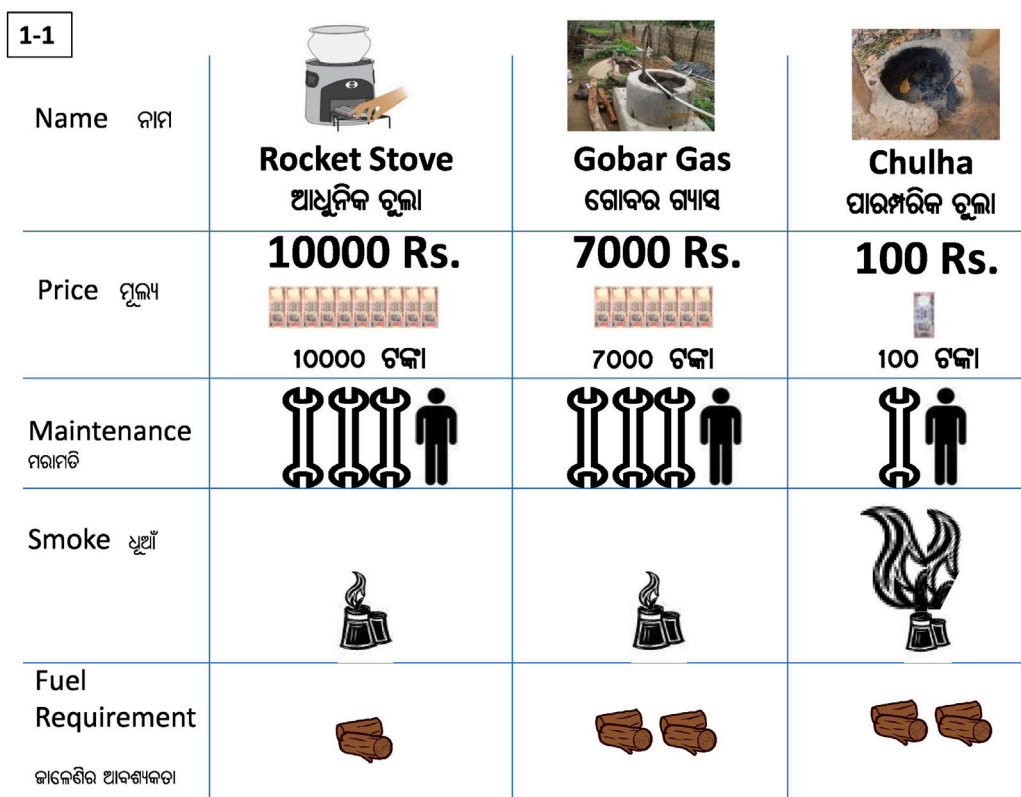 1-1
Name ନାମ
Rocket Stove
ଆଧୁନିକ ଚୁଲା
Gobar Gas
ଗୋବର ଗ୍ୟାସ
Chulha
ପାରମ୍ପରିକ ଚୁଲା
Price ମୂଲ୍ୟ
10000 Rs.
10000 ଟଙ୍କା
7000 Rs.
7000 ଟଙ୍କା
100 Rs.
100 ଟଙ୍କା
Maintenance
ମରାମତି
Smoke ଧୂଆଁ
Fuel
Requirement
ଜାଳେଣିର ଆବଶ୍ୟକତା